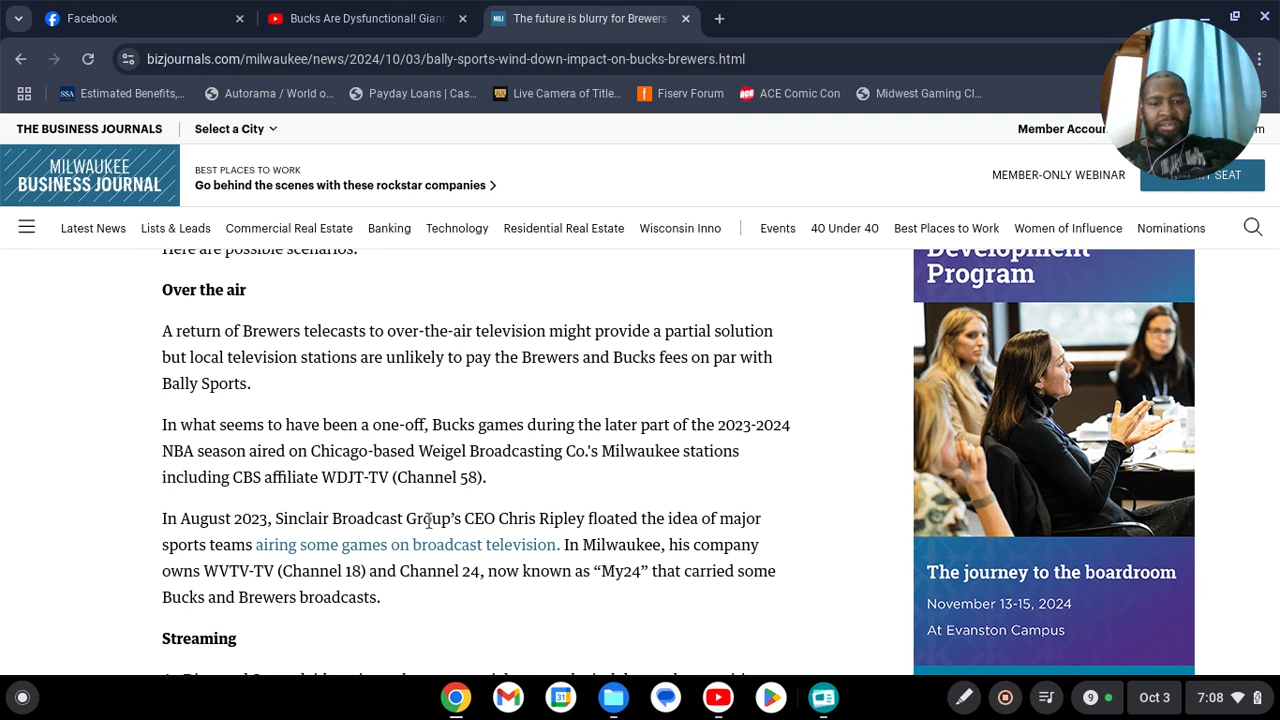 Facebook
Bucks Are Dysfunctional! Giann
The future is blurry for Brewers
bizjournals.com/milwaukee/news/2024/10/03/bally-sports-wind-down-impact-on-bucks-brewers.html
Estimated Benefits,...
Autorama / World o...
Payday Loans | Cas...
Live Camera of Title...
Fiserv Forum
ACE Comic Con
Midwest Gaming Cl...
THE BUSINESS JOURNALS
Select a City
Member Accou
MILWAUKEE
BUSINESS JOURNAL
BEST PLACES TO WORK
Go behind the scenes with these rockstar companies
MEMBER-ONLY WEBINAR
SEAT
Latest News
Lists & Leads
Commercial Real Estate
Banking
Technology
Residential Real Estate
Wisconsin Inno
Events
40 Under 40
Best Places to Work
Women of Influence
Nominations
Here are possible scenarios.
Over the air
A return of Brewers telecasts to over-the-air television might provide a partial solution
but local television stations are unlikely to pay the Brewers and Bucks fees on par with
Bally Sports.
In what seems to have been a one-off, Bucks games during the later part of the 2023-2024
NBA season aired on Chicago-based Weigel Broadcasting Co.'s Milwaukee stations
including CBS affiliate WDJT-TV (Channel 58).
In August 2023, Sinclair Broadcast Group's CEO Chris Ripley floated the idea of major
sports teams airing some games on broadcast television. In Milwaukee, his company
owns WVTV-TV (Channel 18) and Channel 24, now known as “My24” that carried some
Bucks and Brewers broadcasts.
Streaming
Development
Program
The journey to the boardroom
November 13-15, 2024
At Evanston Campus
9
Oct 3
7:08